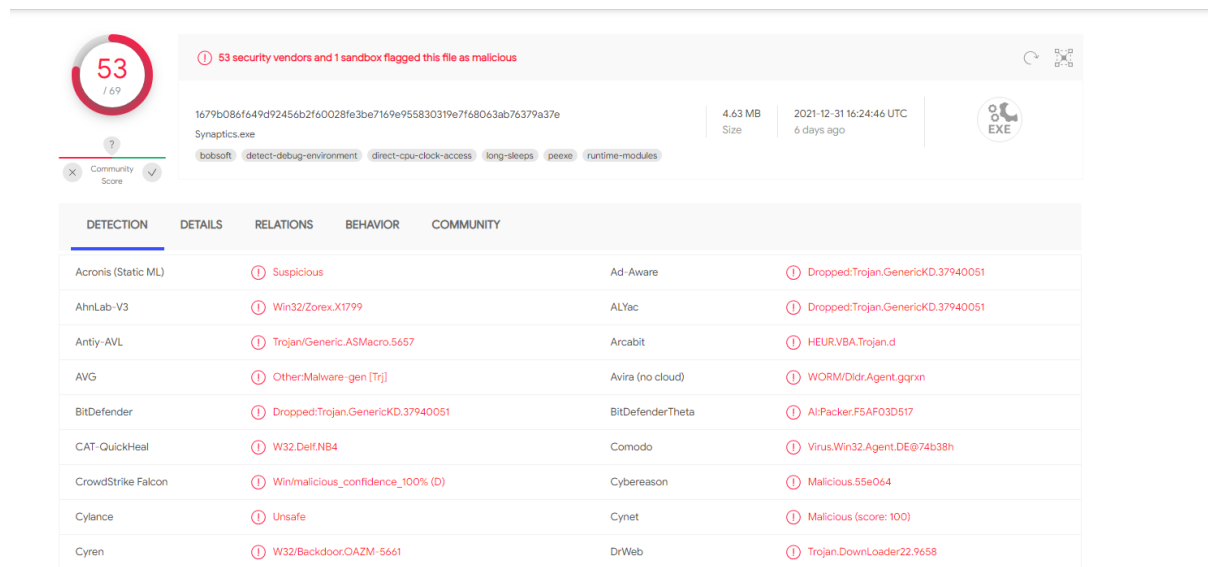 53
/ 69
?
Community
Score
53 security vendors and 1 sandbox flagged this file as malicious
1679b086f649d92456b2f60028fe3be7169e955830319e7f68063ab76379a37e
Synaptics.exe
bobsoft detect-debug-environment direct-cpu-clock-access long-sleeps peexe runtime-modules
4.63 MB
Size
2021-12-31 16:24:46 UTC
6 days ago
EXE
DETECTION DETAILS RELATIONS BEHAVIOR COMMUNITY
Acronis (Static ML) Suspicious Ad-Aware Dropped:Trojan.GenericKD.37940051
AhnLab-V3 Win32/Zorex.X1799 ALYac Dropped:Trojan.GenericKD.37940051
Antiy-AVL Trojan/Generic.ASMacro.5657 Arcabit HEUR.VBA.Trojan.d
AVG Other:Malware-gen [Trj] Avira (no cloud) WORM/Dldr.Agent.gqrxn
BitDefender Dropped:Trojan.GenericKD.37940051 BitDefenderTheta AI:Packer.F5AF03D517
CAT-QuickHeal W32.Delf.NB4 Comodo Virus.Win32.Agent.DE@74b38h
CrowdStrike Falcon Win/malicious_confidence_100% (D) Cybereason Malicious.55e064
Cylance Unsafe Cynet Malicious (score: 100)
Cyren W32/Backdoor.OAZM-5661 DrWeb Trojan.DownLoader22.9658